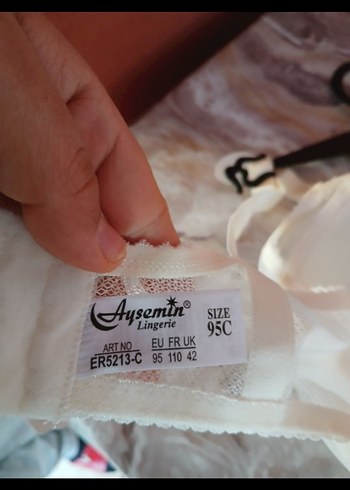 Aysemin®
Lingerie
SIZE
95C
ART NO EU FR UK
ER5213-C 95 110 42